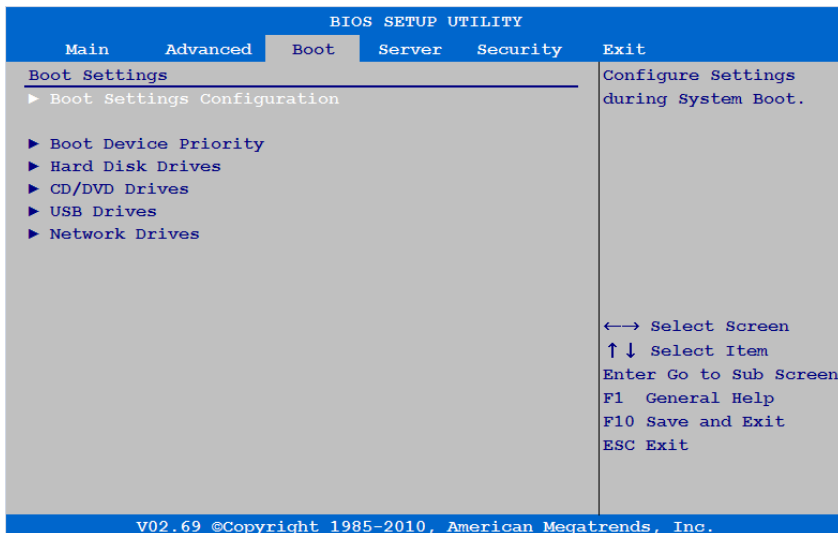 BIOS SETUP UTILITY
Main Advanced Boot Server Security Exit
Boot Settings
▶ Boot Settings Configuration
▶ Boot Device Priority
▶ Hard Disk Drives
▶ CD/DVD Drives
▶ USB Drives
▶ Network Drives
Configure Settings
during System Boot.
←→ Select Screen
↑↓ Select Item
Enter Go to Sub Screen
F1 General Help
F10 Save and Exit
ESC Exit
V02.69 ©Copyright 1985-2010, American Megatrends, Inc.